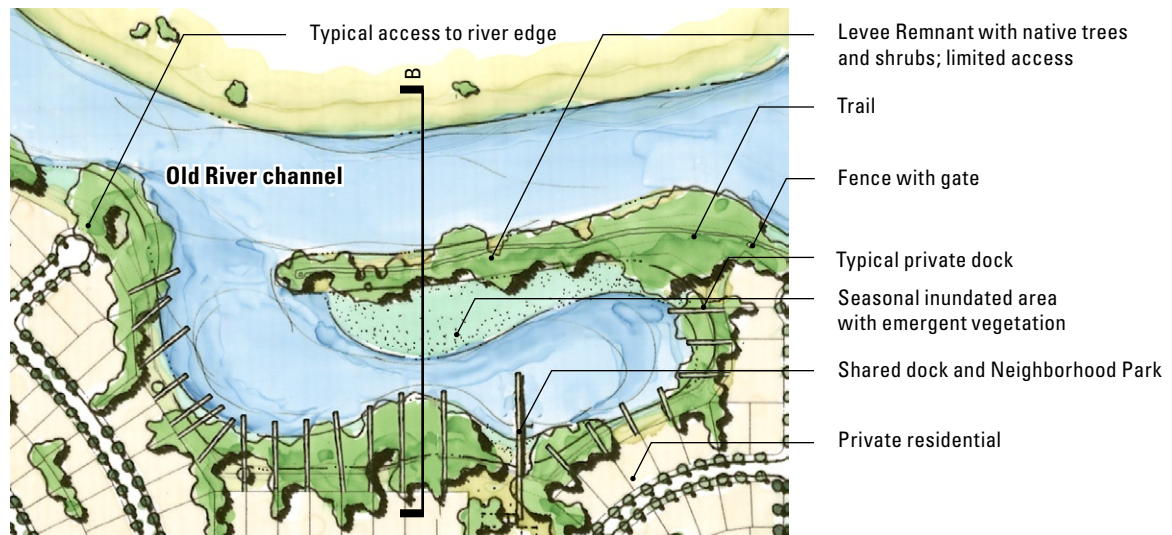 Typical access to river edge
B
Old River channel
Levee Remnant with native trees
and shrubs; limited access
Trail
Fence with gate
Typical private dock
Seasonal inundated area
with emergent vegetation
Shared dock and Neighborhood Park
Private residential